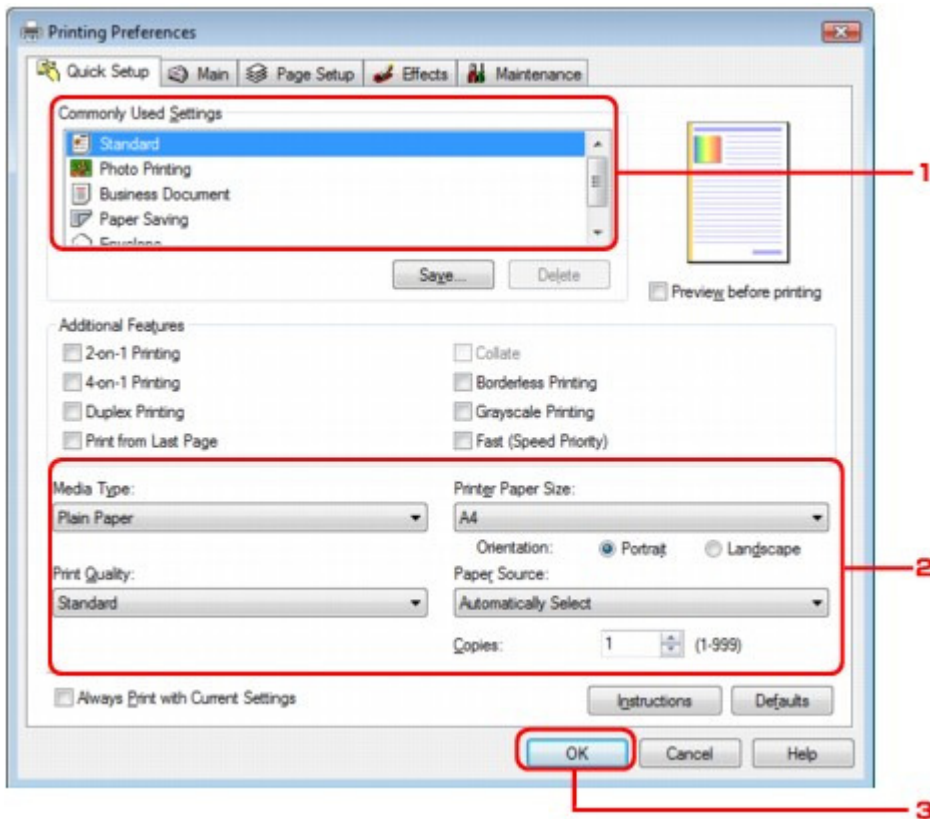 Printing Preferences
Quick Setup Main Page Setup Effects Maintenance
Commonly Used Settings
Standard
Photo Printing
Business Document
Paper Saving
Envelope
1
Save... Delete
Preview before printing
Additional Features
2-on-1 Printing Collate
4-on-1 Printing Borderless Printing
Duplex Printing Grayscale Printing
Print from Last Page Fast (Speed Priority)
Media Type: Printer Paper Size:
Plain Paper A4
Orientation: Portrait Landscape
2
Print Quality: Paper Source:
Standard Automatically Select
Copies: 1 (1-999)
Always Print with Current Settings Instructions Defaults
OK Cancel Help
3